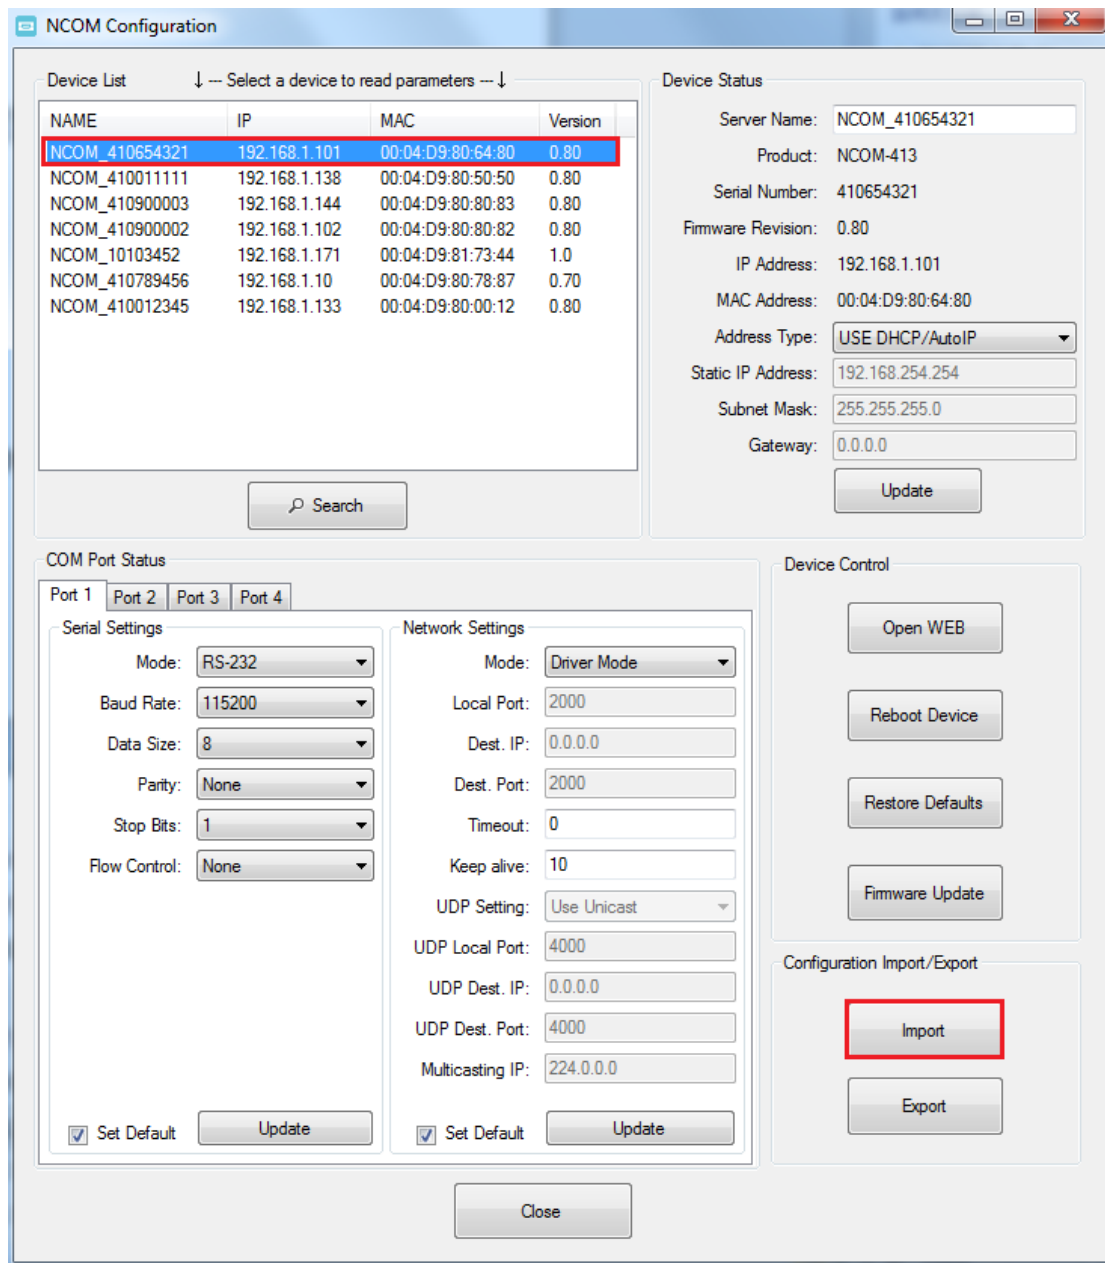 NCOM Configuration
Device List ↓ --- Select a device to read parameters --- ↓
NAME IP MAC Version
NCOM_410654321 192.168.1.101 00:04:D9:80:64:80 0.80
NCOM_410011111 192.168.1.138 00:04:D9:80:50:50 0.80
NCOM_410900003 192.168.1.144 00:04:D9:80:80:83 0.80
NCOM_410900002 192.168.1.102 00:04:D9:80:80:82 0.80
NCOM_10103452 192.168.1.171 00:04:D9:81:73:44 1.0
NCOM_410789456 192.168.1.10 00:04:D9:80:78:87 0.70
NCOM_410012345 192.168.1.133 00:04:D9:80:00:12 0.80
Search
Device Status
Server Name: NCOM_410654321
Product: NCOM-413
Serial Number: 410654321
Firmware Revision: 0.80
IP Address: 192.168.1.101
MAC Address: 00:04:D9:80:64:80
Address Type: USE DHCP/AutoIP
Static IP Address: 192.168.254.254
Subnet Mask: 255.255.255.0
Gateway: 0.0.0.0
Update
COM Port Status
Port 1 Port 2 Port 3 Port 4
Serial Settings
Mode: RS-232
Baud Rate: 115200
Data Size: 8
Parity: None
Stop Bits: 1
Flow Control: None
Set Default Update
Network Settings
Mode: Driver Mode
Local Port: 2000
Dest. IP: 0.0.0.0
Dest. Port: 2000
Timeout: 0
Keep alive: 10
UDP Setting: Use Unicast
UDP Local Port: 4000
UDP Dest. IP: 0.0.0.0
UDP Dest. Port: 4000
Multicasting IP: 224.0.0.0
Set Default Update
Device Control
Open WEB
Reboot Device
Restore Defaults
Firmware Update
Configuration Import/Export
Import
Export
Close